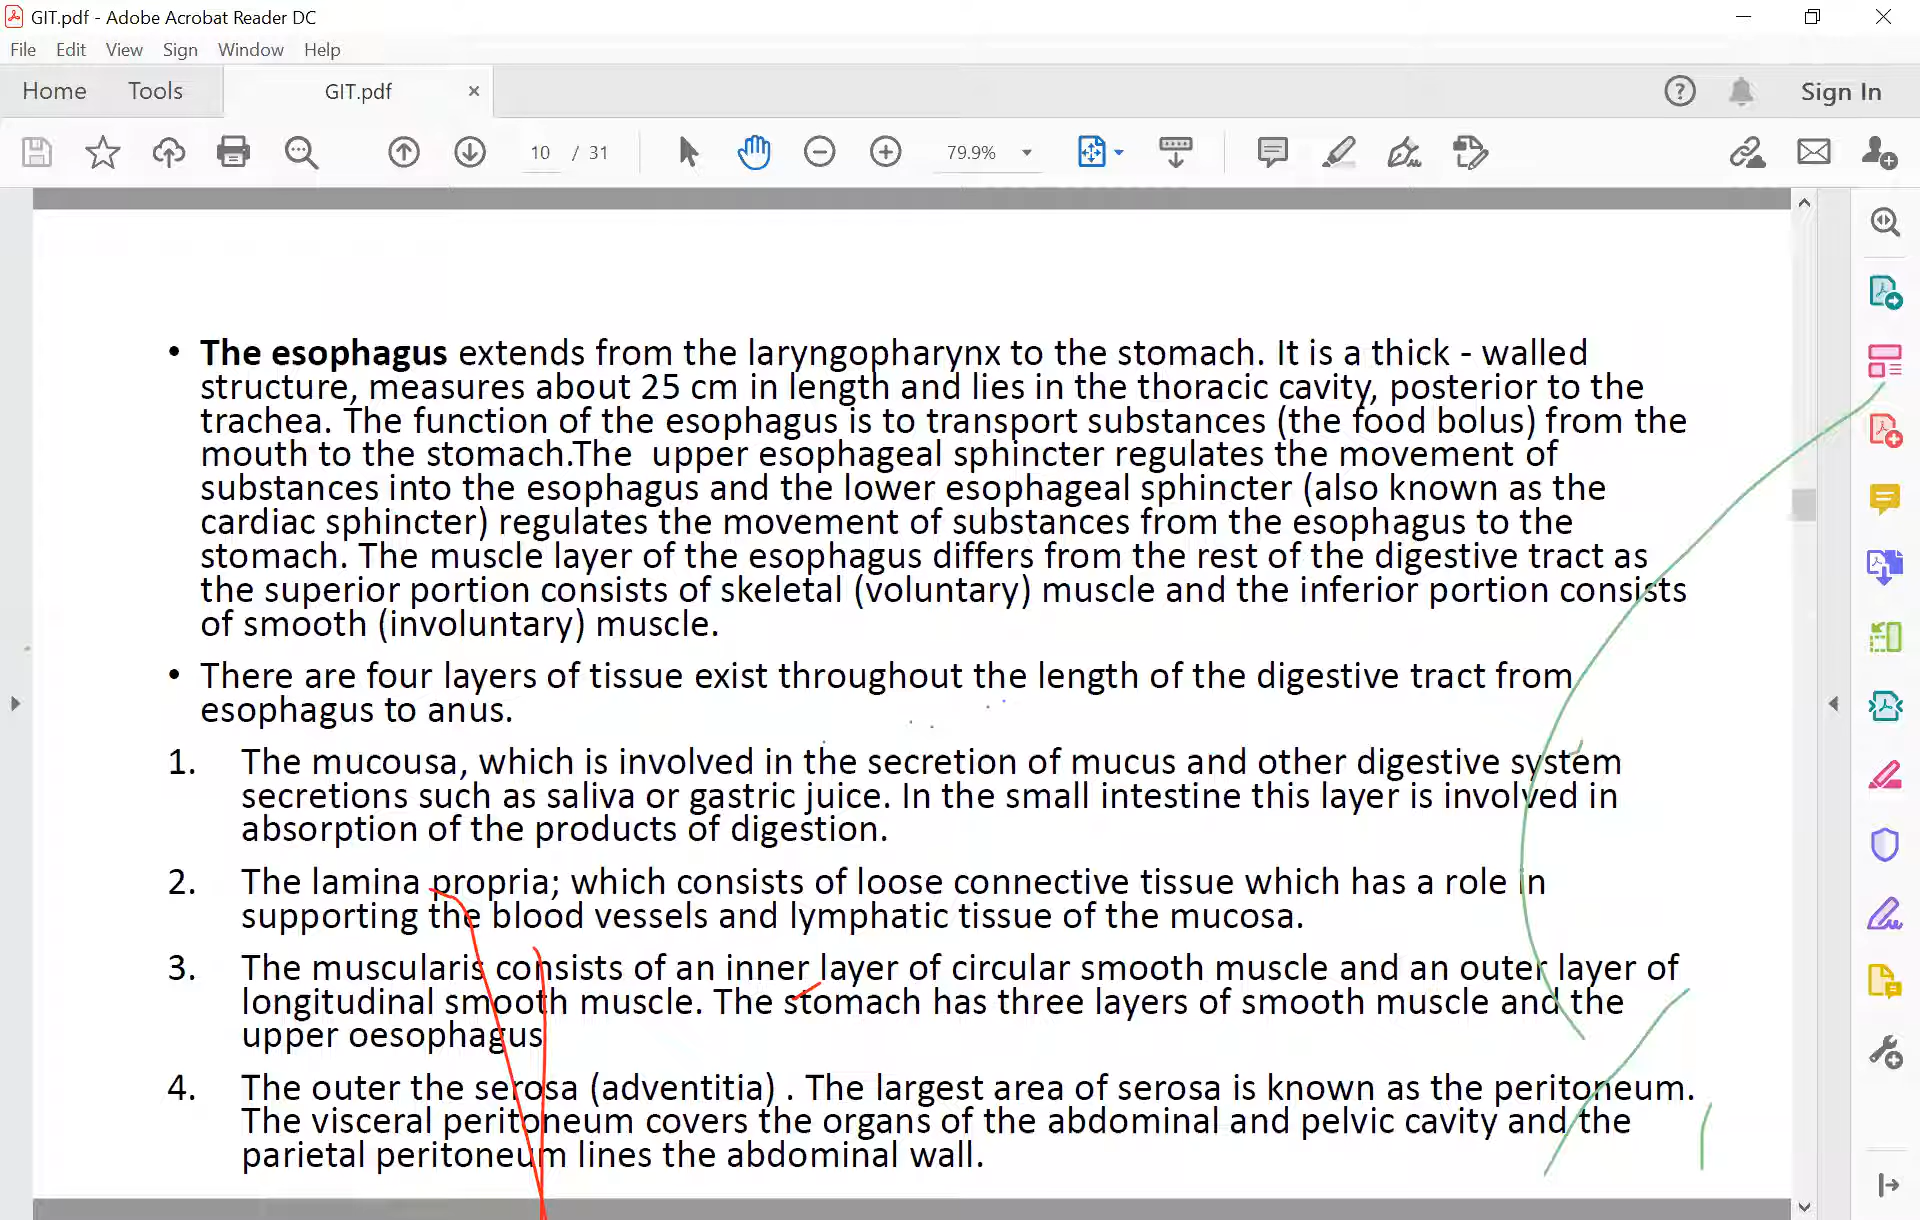 GIT.pdf - Adobe Acrobat Reader DC
File Edit View Sign Window Help
Home Tools GIT.pdf × Sign In
10 / 31 79.9%
• The esophagus extends from the laryngopharynx to the stomach. It is a thick - walled
structure, measures about 25 cm in length and lies in the thoracic cavity, posterior to the
trachea. The function of the esophagus is to transport substances (the food bolus) from the
mouth to the stomach.The upper esophageal sphincter regulates the movement of
substances into the esophagus and the lower esophageal sphincter (also known as the
cardiac sphincter) regulates the movement of substances from the esophagus to the
stomach. The muscle layer of the esophagus differs from the rest of the digestive tract as
the superior portion consists of skeletal (voluntary) muscle and the inferior portion consists
of smooth (involuntary) muscle.
• There are four layers of tissue exist throughout the length of the digestive tract from
esophagus to anus.
1. The mucousa, which is involved in the secretion of mucus and other digestive system
secretions such as saliva or gastric juice. In the small intestine this layer is involved in
absorption of the products of digestion.
2. The lamina propria; which consists of loose connective tissue which has a role in
supporting the blood vessels and lymphatic tissue of the mucosa.
3. The muscularis consists of an inner layer of circular smooth muscle and an outer layer of
longitudinal smooth muscle. The stomach has three layers of smooth muscle and the
upper oesophagus
4. The outer the serosa (adventitia) . The largest area of serosa is known as the peritoneum.
The visceral peritoneum covers the organs of the abdominal and pelvic cavity and the
parietal peritoneum lines the abdominal wall.